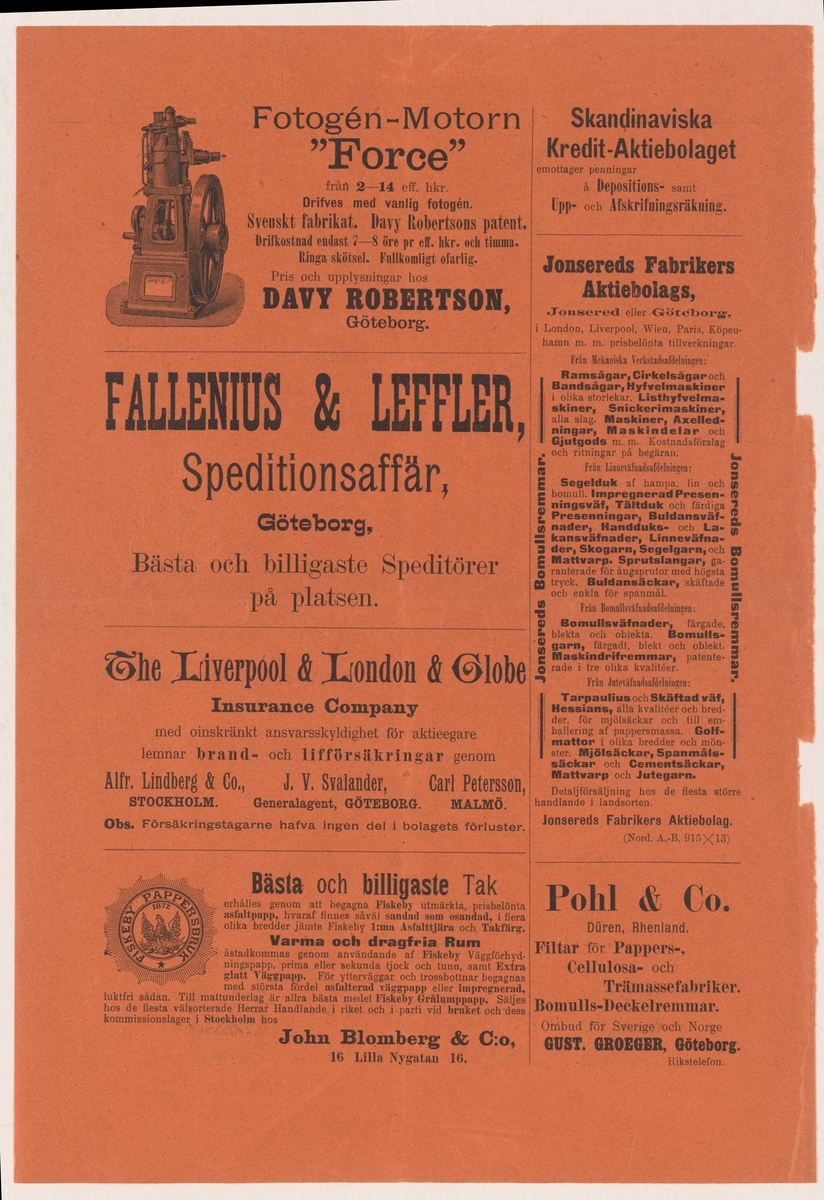 Fotogén-Motorn
"Force"
från 2—14 eff. hkr.
Drifves med vanlig fotogén.
Svenskt fabrikat. Davy Robertsons patent.
Drifkostnad endast 7—8 öre pr eff. hkr. och timma.
Ringa skötsel. Fullkomligt ofarlig.
Pris och upplysningar hos
DAVY ROBERTSON,
Göteborg.
FALLENIUS & LEFFLER,
Speditionsaffär,
Göteborg,
Bästa och billigaste Speditörer
på platsen.
The Liverpool & London & Globe
Insurance Company
med oinskränkt ansvarsskyldighet för aktieegare
lemnar brand- och lifförsäkringar genom
Alfr. Lindberg & Co., J. V. Svalander, Carl Petersson,
STOCKHOLM. Generalagent, GÖTEBORG. MALMÖ.
Obs. Försäkringstagarne hafva ingen del i bolagets förluster.
FISKEBY PAPPERSBRUK
1872
Bästa och billigaste Tak
erhålles genom att begagna Fiskeby utmärkta, prisbelönta
asfaltpapp, hvaraf finnes såväl sandad som osandad, i flera
olika bredder jämte Fiskeby 1:ma Asfalttjära och Takfärg.
Varma och dragfria Rum
åstadkommas genom användande af Fiskeby Väggförhyd-
ningspapp, prima eller sekunda tjock och tunn, samt Extra
glatt Väggpapp. För ytterväggar och trossbottnar begagnas
med största fördel asfalterad väggpapp eller impregnerad,
luktfri sådan. Till mattunderlag är allra bästa medel Fiskeby Grålumppapp. Säljes
hos de flesta välsorterade Herrar Handlande i riket och i parti vid bruket och dess
kommissionslager i Stockholm hos
John Blomberg & C:o,
16 Lilla Nygatan 16.
Skandinaviska
Kredit-Aktiebolaget
emottager penningar
å Depositions- samt
Upp- och Afskrifningsräkning.
Jonsereds Fabrikers
Aktiebolags,
Jonsered eller Göteborg,
i London, Liverpool, Wien, Paris, Köpen-
hamn m. m. prisbelönta tillverkningar.
Från Mekaniska Verkstadsafdelningen:
Ramsågar, Cirkelsågar och
Bandsågar, Hyfvelmaskiner
i olika storlekar. Listhyfvelma-
skiner, Snickerimaskiner,
alla slag. Maskiner, Axelled-
ningar, Maskindelar och
Gjutgods m. m. Kostnadsförslag
och ritningar på begäran.
Från Linneväfnadsafdelningen:
Segelduk af hampa, lin och
bomull. Impregnerad Presen-
ningsväf, Tältduk och färdiga
Presenningar, Buldansväf-
nader, Handduks- och La-
kansväfnader, Linneväfna-
der, Skogarn, Segelgarn, och
Mattvarp. Sprutslangar, ga-
ranterade för ångsprutor med högsta
tryck. Buldansäckar, skäftade
och enkla för spanmål.
Från Bomullsväfnadsafdelningen:
Bomullsväfnader, färgade,
blekta och oblekta. Bomulls-
garn, färgadt, blekt och oblekt.
Maskindrifremmar, patente-
rade i tre olika kvalitéer.
Från Juteväfnadsafdelningen:
Tarpaulius och Skäftad väf,
Hessians, alla kvalitéer och bred-
der, för mjölsäckar och till em-
ballering af pappersmassa. Golf-
mattor i olika bredder och mön-
ster. Mjölsäckar, Spanmåls-
säckar och Cementsäckar,
Mattvarp och Jutegarn.
Jonsereds Bomullsremmar.
Jonsereds Bomullsremmar.
Detaljförsäljning hos de flesta större
handlande i landsorten.
Jonsereds Fabrikers Aktiebolag.
(Nord. A.-B. 915×13)
Pohl & Co.
Düren, Rhenland.
Filtar för Pappers-,
Cellulosa- och
Trämassefabriker.
Bomulls-Deckelremmar.
Ombud för Sverige och Norge
GUST. GROEGER, Göteborg.
Rikstelefon.